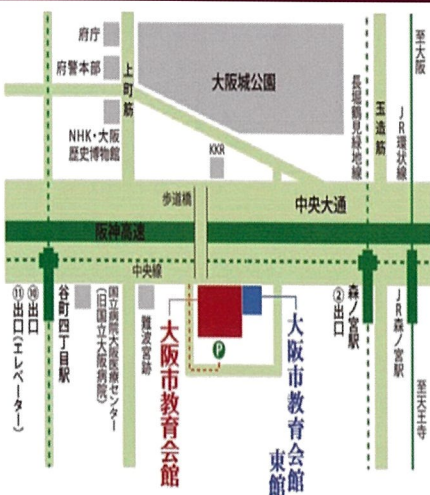 府庁
府警本部
上町筋
NHK・大阪
歴史博物館
大阪城公園
KKR
長堀鶴見緑地線
玉造筋
JR環状線
至大阪
歩道橋
中央大通
阪神高速
中央線
⑩出口
⑪出口(エレベーター)
谷町四丁目駅
国立病院大阪医療センター
(旧国立大阪病院)
難波宮跡
P
大阪市教育会館
大阪市教育会館
東館
森ノ宮駅
②出口
JR森ノ宮駅
至天王寺